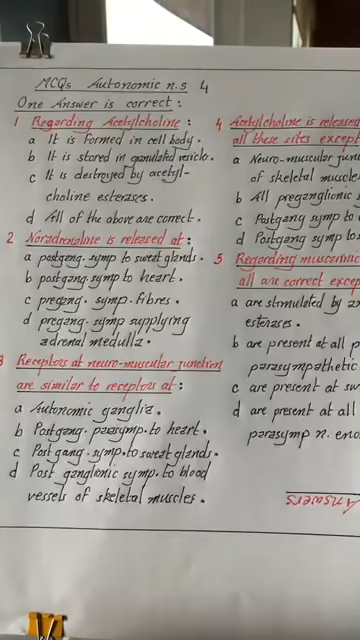 MCQs Autonomic n.s 4
One Answer is correct:
1 Regarding Acetylcholine:
a It is formed in cell body.
b It is stored in granulated vesicle.
c It is destroyed by acetyl-
choline esterases.
d All of the above are correct.
2 Noradrenaline is released at:
a postgang. symp to sweat glands.
b postgang. symp to heart.
c pregang. symp. fibres.
d pregang. symp supplying
adrenal medulla.
3 Receptors at neuro-muscular junction
are similar to receptors at:
a Autonomic ganglia.
b Postgang. parasymp. to heart.
c Post gang. symp. to sweat glands.
d Post ganglionic symp. to blood
vessels of skeletal muscles.
4 Acetylcholine is released
all these sites except
a Neuro-muscular
of skeletal muscle
b All preganglionic
c Postgang symp to
d Postgang symp to
5 Regarding muscarinic
all are correct except
a are stimulated by
esterases.
b are present at all
parasympathetic
c are present at
d are present at all
parasymp n.
Answers